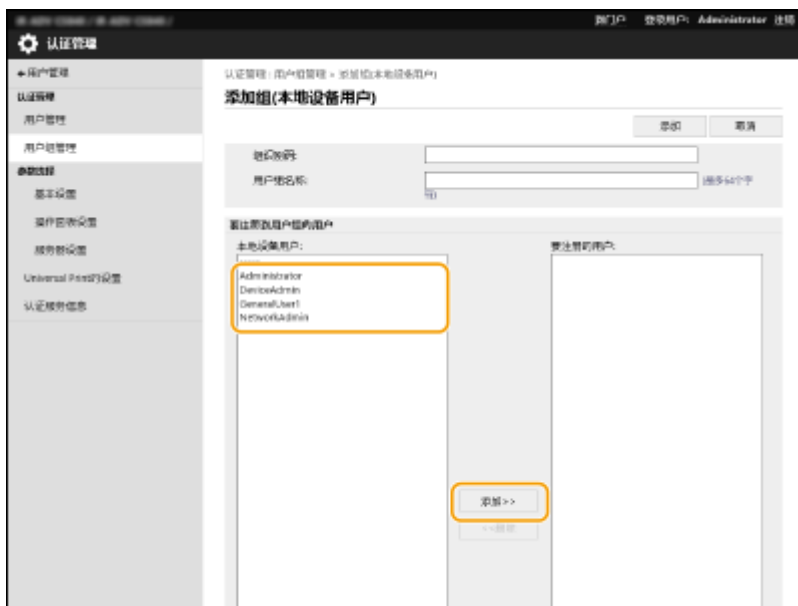 到门户 登录用户: Administrator 注销
认证管理
用户管理
认证管理: 用户组管理 > 添加组(本地设备用户)
认证管理
添加组(本地设备用户)
用户管理
添加 取消
用户组管理
参数选择
用户组名称:
(最多64个字
符)
基本设置
操作面板设置
要注册到用户组的用户
服务器设置
本地设备用户: 要注册的用户:
Universal Print的设置
Administrator
DeviceAdmin
GeneralUser1
NetworkAdmin
认证服务信息
添加>>
<<删除